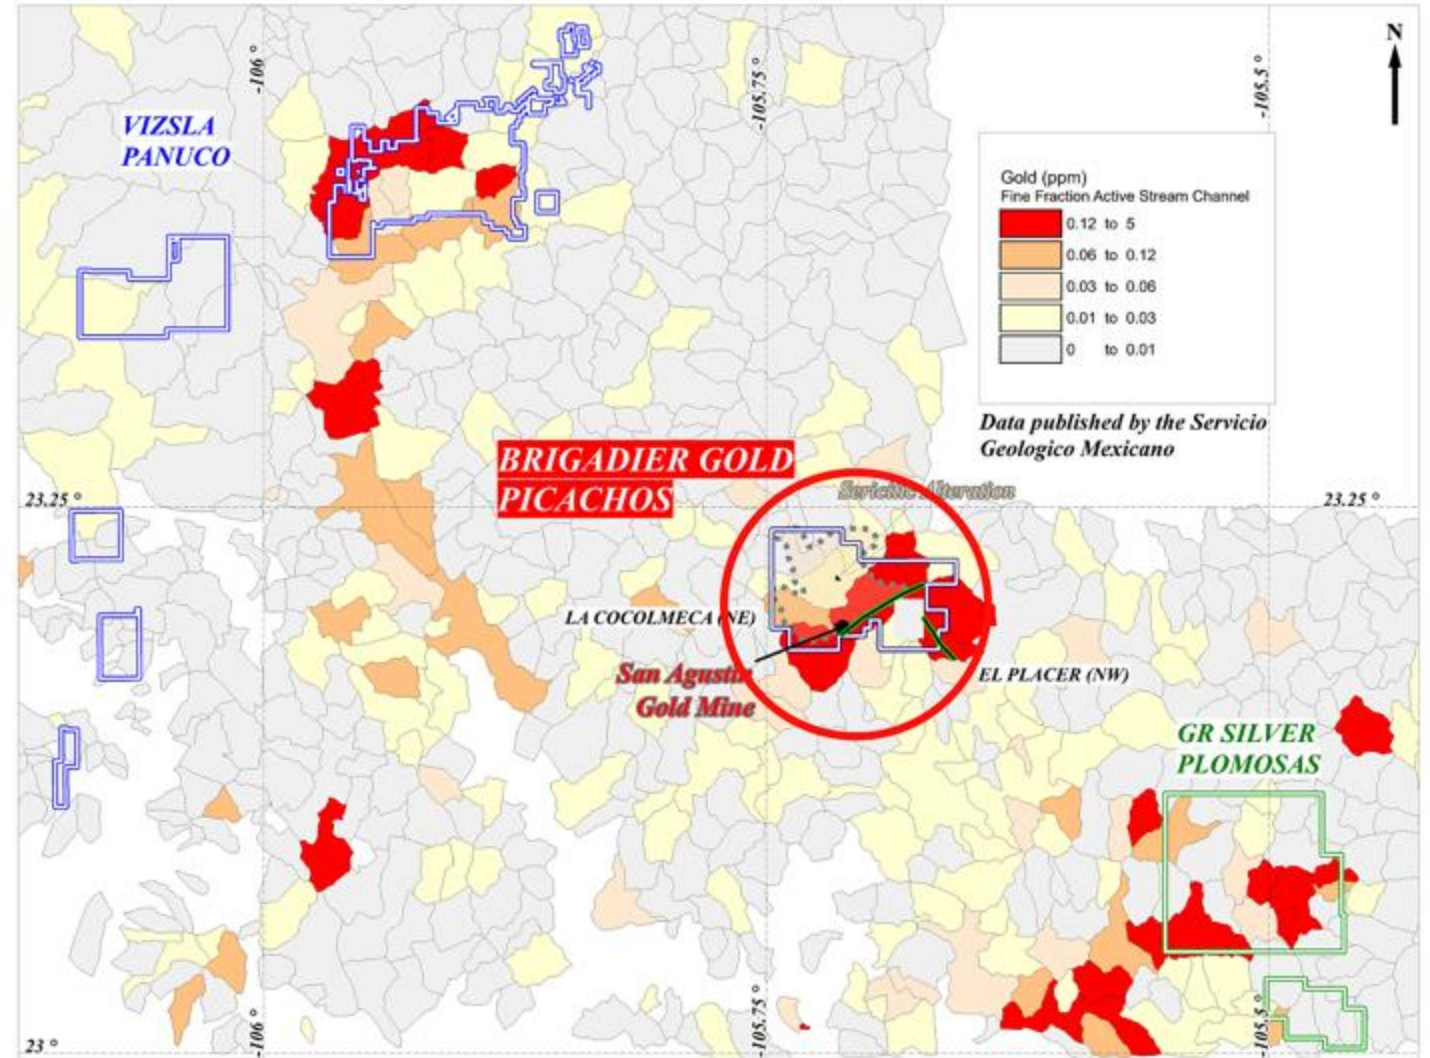 -106 °
-105.75 °
-105.5 °
N
VIZSLA
PANUCO
Gold (ppm)
Fine Fraction Active Stream Channel
0.12 to 5
0.06 to 0.12
0.03 to 0.06
0.01 to 0.03
0 to 0.01
Data published by the Servicio
Geologico Mexicano
BRIGADIER GOLD
PICACHOS
Sericitic Alteration
23.25 °
23.25 °
LA COCOLMECA (NE)
San Agustin
Gold Mine
EL PLACER (NW)
GR SILVER
PLOMOSAS
23 °
-106 °
-105.75 °
-105.5 °